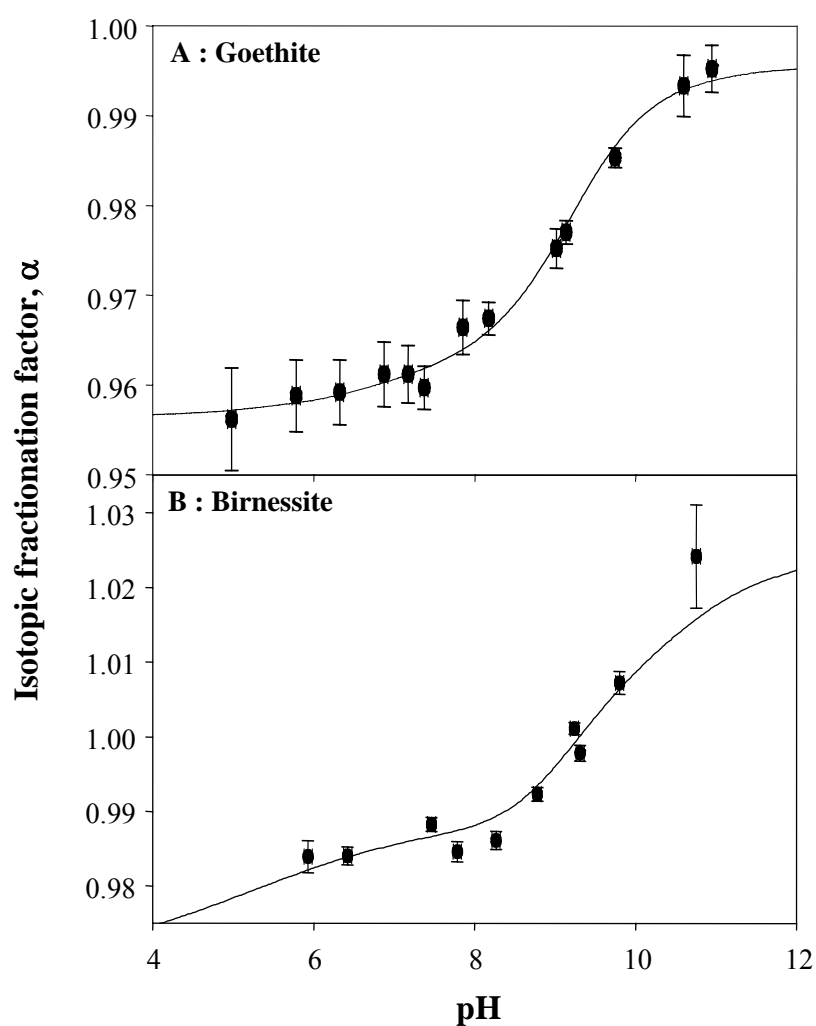 A : Goethite
1.00
0.99
0.98
0.97
0.96
0.95
B : Birnessite
1.03
1.02
1.01
1.00
0.99
0.98
4 6 8 10 12
pH
Isotopic fractionation factor, α